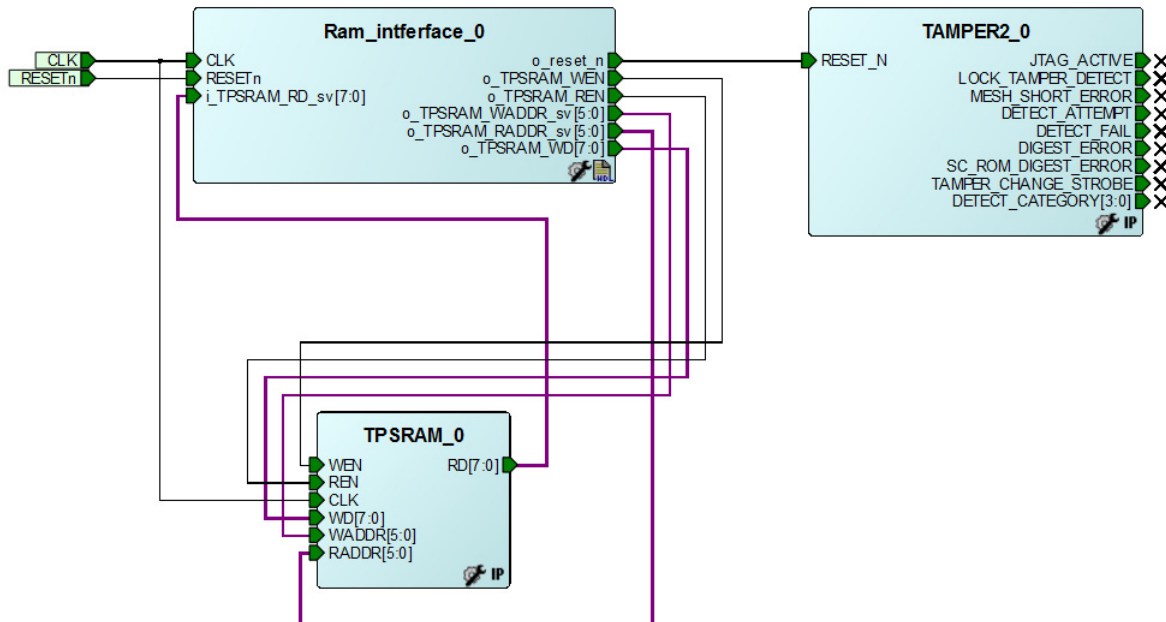 CLK
RESETn
Ram_intferface_0
CLK
RESETn
i_TPSRAM_RD_sv[7:0]
o_reset_n
o_TPSRAM_WEN
o_TPSRAM_REN
o_TPSRAM_WADDR_sv[5:0]
o_TPSRAM_RADDR_sv[5:0]
o_TPSRAM_WD[7:0]
HDL
TAMPER2_0
RESET_N
JTAG_ACTIVE
LOCK_TAMPER_DETECT
MESH_SHORT_ERROR
DETECT_ATTEMPT
DETECT_FAIL
DIGEST_ERROR
SC_ROM_DIGEST_ERROR
TAMPER_CHANGE_STROBE
DETECT_CATEGORY[3:0]
IP
TPSRAM_0
WEN
REN
CLK
WD[7:0]
WADDR[5:0]
RADDR[5:0]
RD[7:0]
IP